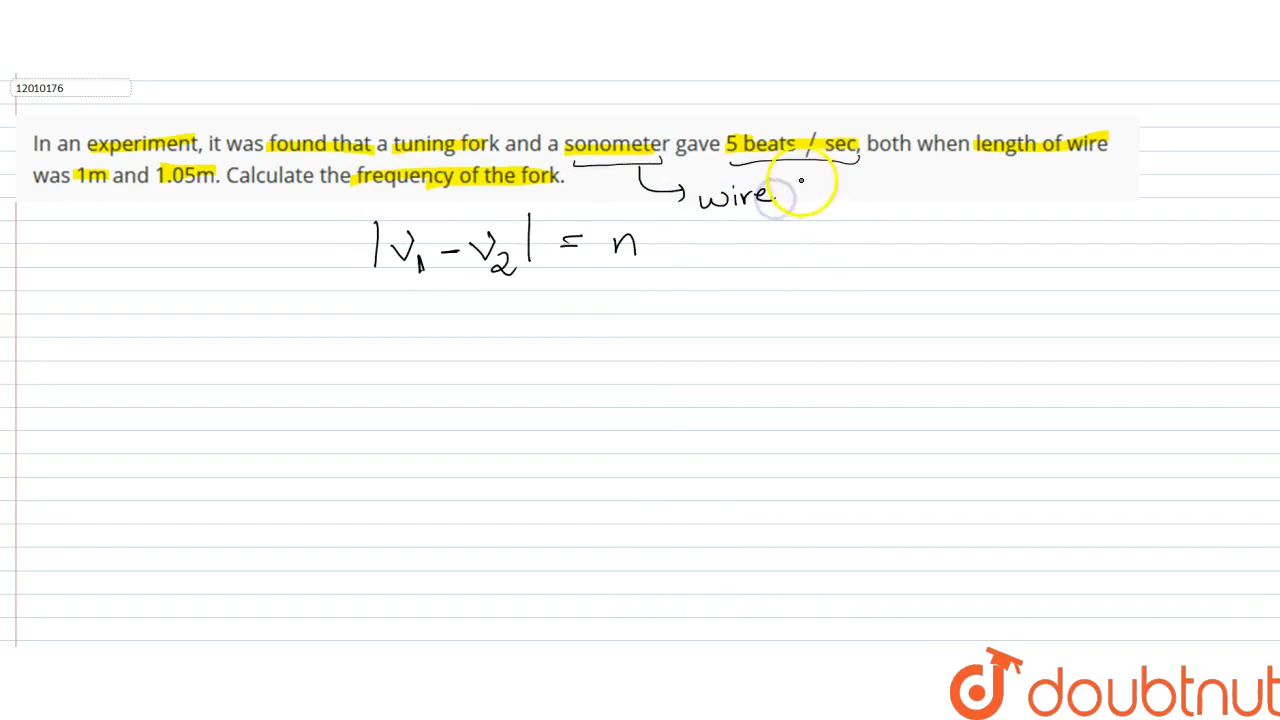 12010176
In an experiment, it was found that a tuning fork and a sonometer gave 5 beats / sec, both when length of wire
was 1m and 1.05m. Calculate the frequency of the fork.
wire.
|ν1 - ν2| = n
doubtnut